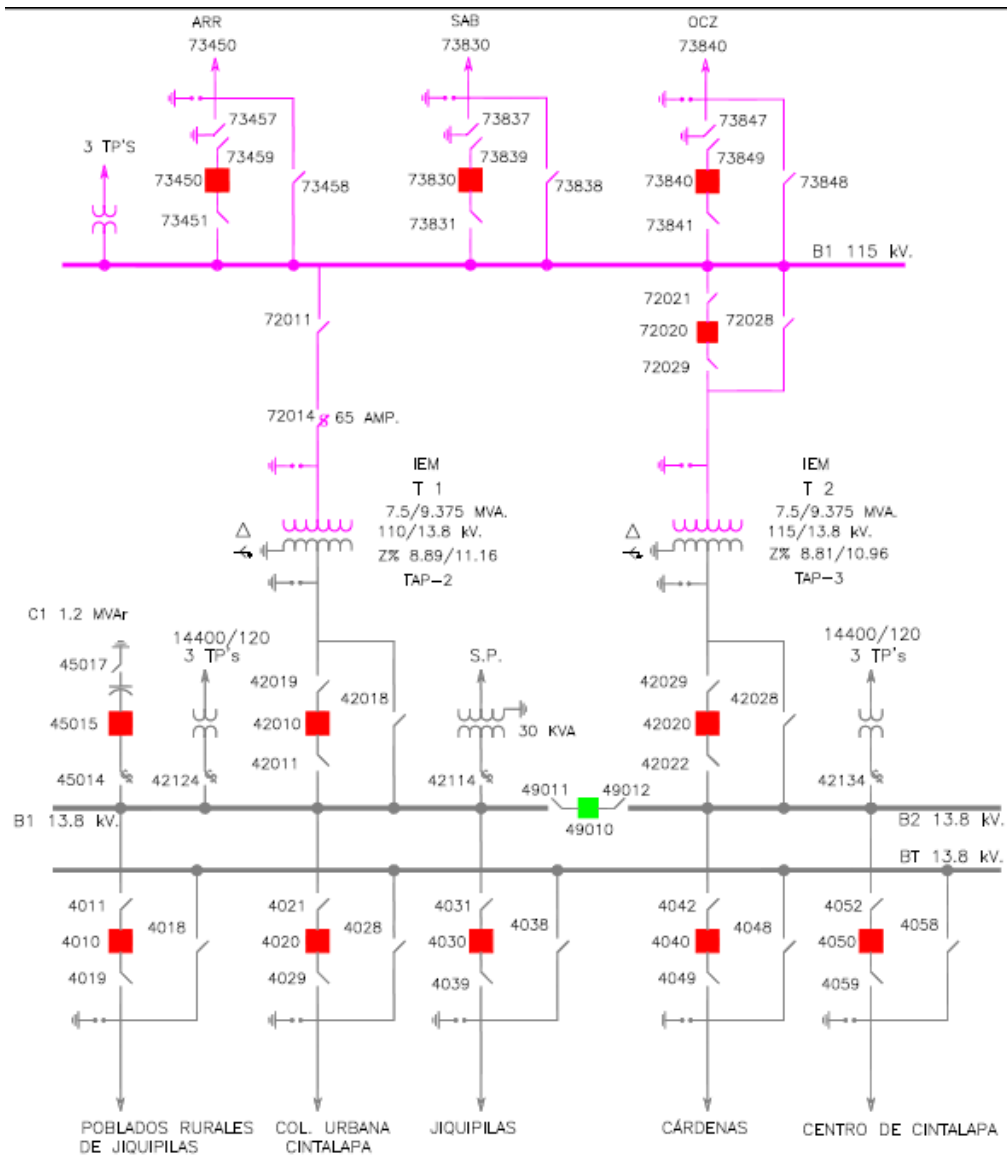 ARR
73450
SAB
73830
OCZ
73840
3 TP'S
73457
73459
73450
73458
73451
73837
73839
73830
73838
73831
73847
73849
73840
73848
73841
B1 115 kV.
72011
72021
72020
72028
72029
72014
65 AMP.
IEM
T 1
7.5/9.375 MVA.
110/13.8 kV.
Z% 8.89/11.16
TAP-2
IEM
T 2
7.5/9.375 MVA.
115/13.8 kV.
Z% 8.81/10.96
TAP-3
C1 1.2 MVAr
45017
45015
45014
14400/120
3 TP's
42124
42019
42018
42010
42011
S.P.
30 KVA
42114
42029
42028
42020
42022
14400/120
3 TP's
42134
49011
49012
49010
B1 13.8 kV.
B2 13.8 kV.
BT 13.8 kV.
4011
4018
4010
4019
4021
4028
4020
4029
4031
4038
4030
4039
4042
4048
4040
4049
4052
4058
4050
4059
POBLADOS RURALES
DE JIQUIPILAS
COL. URBANA
CINTALAPA
JIQUIPILAS
CÁRDENAS
CENTRO DE CINTALAPA